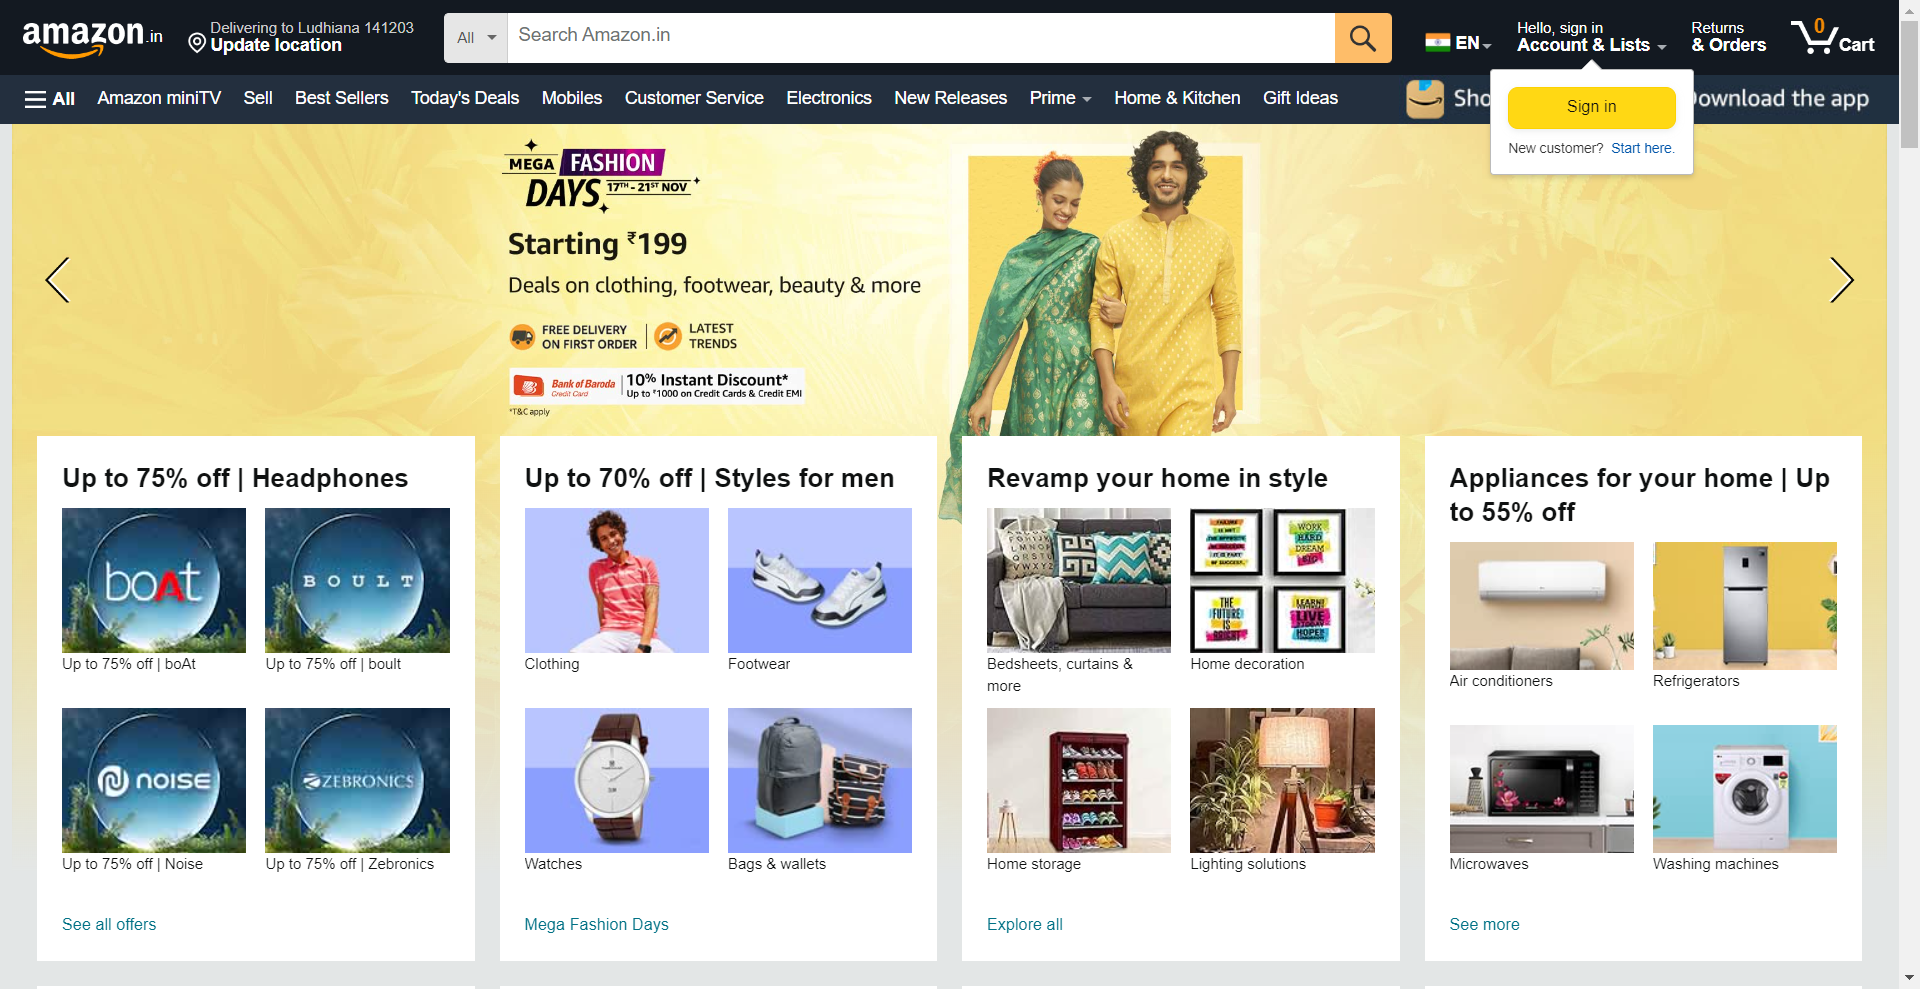 amazon.in
Delivering to Ludhiana 141203
Update location
All
Search Amazon.in
EN
Hello, sign in
Account & Lists
Returns
& Orders
0
Cart
All
Amazon miniTV
Sell
Best Sellers
Today's Deals
Mobiles
Customer Service
Electronics
New Releases
Prime
Home & Kitchen
Gift Ideas
Sho
Download the app
Sign in
New customer? Start here.
MEGA FASHION
DAYS 17TH - 21ST NOV
Starting ₹199
Deals on clothing, footwear, beauty & more
FREE DELIVERY
ON FIRST ORDER
LATEST
TRENDS
Bank of Baroda
Credit Card
10% Instant Discount*
Up to ₹1000 on Credit Cards & Credit EMI
*T&C apply
Up to 75% off | Headphones
boAt
BOULT
Up to 75% off | boAt
Up to 75% off | boult
NOISE
ZEBRONICS
Up to 75% off | Noise
Up to 75% off | Zebronics
See all offers
Up to 70% off | Styles for men
Clothing
Footwear
Watches
Bags & wallets
Mega Fashion Days
Revamp your home in style
WORK
HARD
DREAM
BIG
THE
FUTURE
IS
BRIGHT
LIVE
HOPE
Bedsheets, curtains &
more
Home decoration
Home storage
Lighting solutions
Explore all
Appliances for your home | Up
to 55% off
Air conditioners
Refrigerators
Microwaves
Washing machines
See more